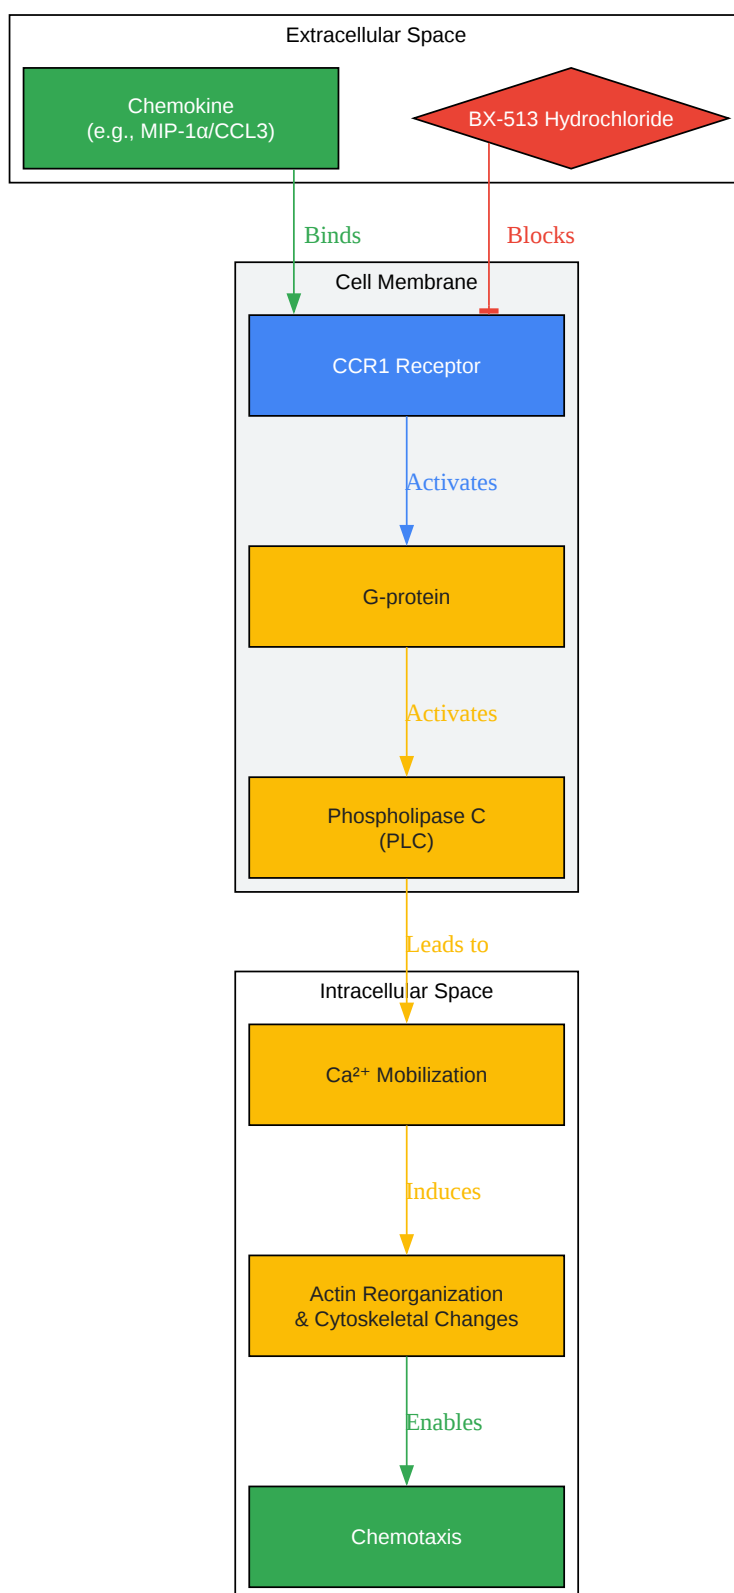 Extracellular Space
Chemokine
(e.g., MIP-1α/CCL3)
BX-513 Hydrochloride
Binds
Blocks
Cell Membrane
CCR1 Receptor
Activates
G-protein
Activates
Phospholipase C
(PLC)
Leads to
Intracellular Space
Ca²⁺ Mobilization
Induces
Actin Reorganization
& Cytoskeletal Changes
Enables
Chemotaxis